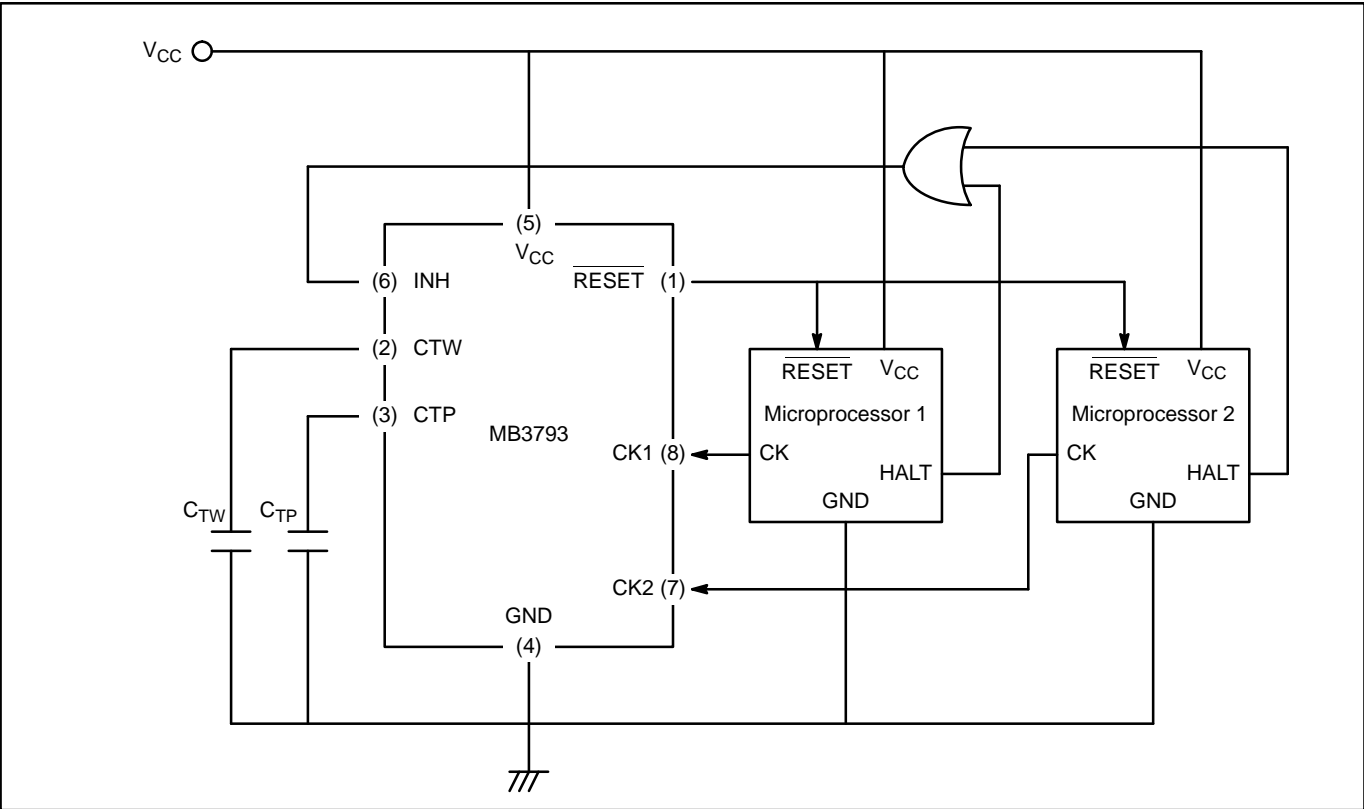 VCC
(5)
VCC
(6) INH
RESET (1)
(2) CTW
RESET VCC
RESET VCC
(3) CTP
Microprocessor 1
Microprocessor 2
MB3793
CK1 (8)
CK
CK
HALT
HALT
GND
GND
CTW
CTP
CK2 (7)
GND
(4)